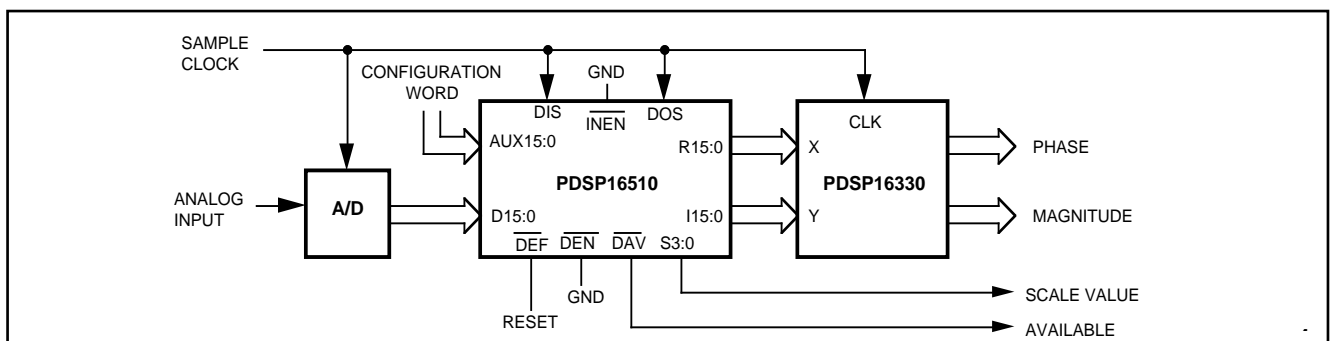 SAMPLE
CLOCK
CONFIGURATION
WORD
GND
DIS
INEN
DOS
CLK
AUX15:0
R15:0
X
PHASE
PDSP16510
PDSP16330
ANALOG
INPUT
A/D
D15:0
I15:0
Y
MAGNITUDE
DEF
DEN
DAV
S3:0
GND
RESET
SCALE VALUE
AVAILABLE